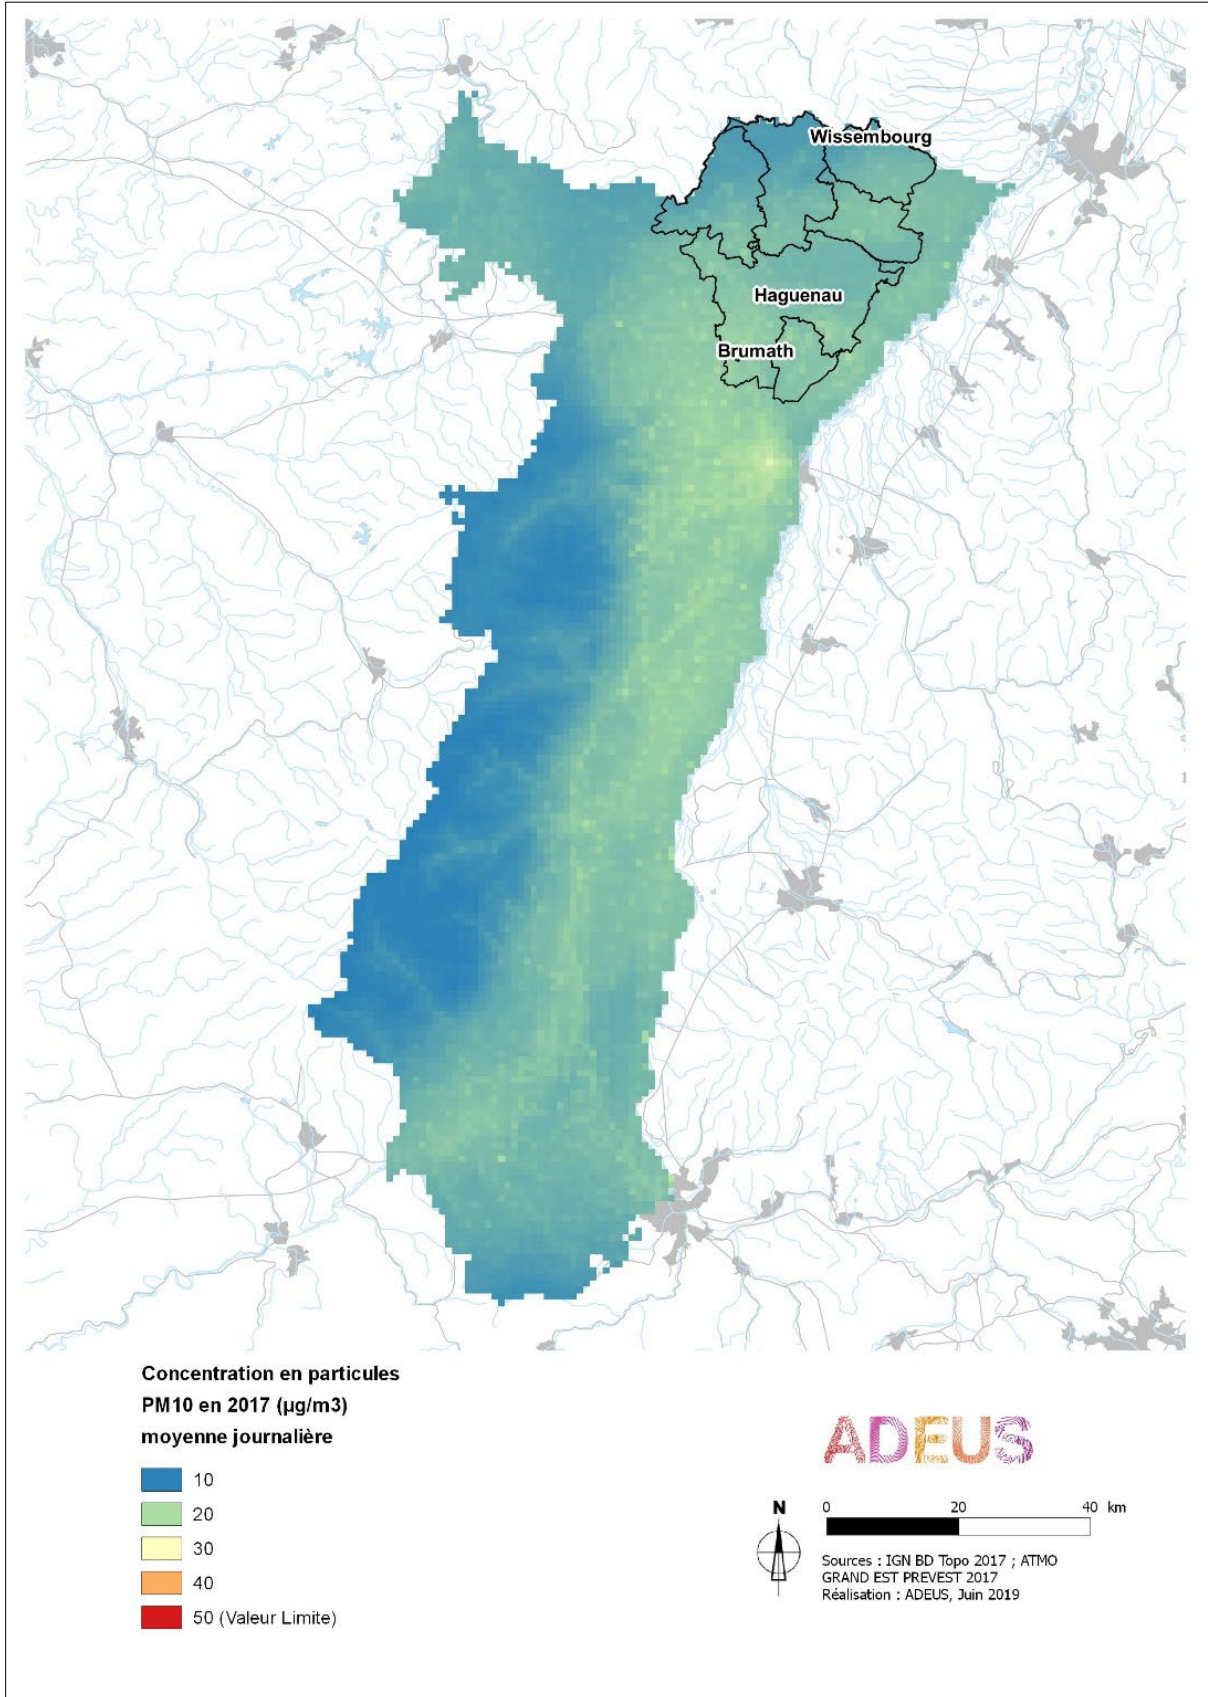 Wissembourg
Haguenau
Brumath
Concentration en particules
PM10 en 2017 (µg/m3)
moyenne journalière
10
20
30
40
50 (Valeur Limite)
ADEUS
N
0 20 40 km
Sources : IGN BD Topo 2017 ; ATMO
GRAND EST PREVEST 2017
Réalisation : ADEUS, Juin 2019